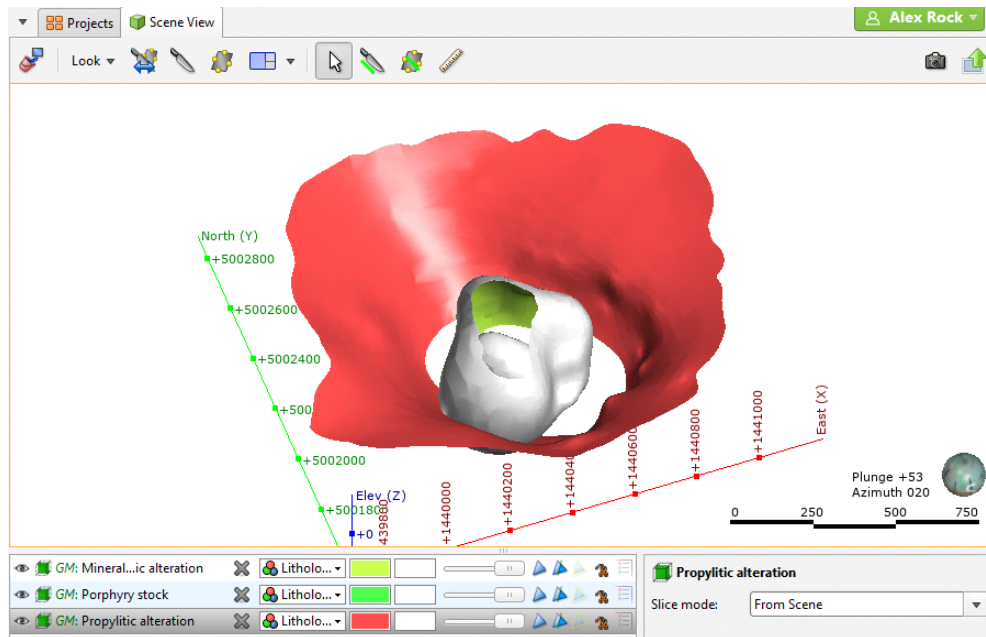 Projects
Scene View
Alex Rock
Look
North (Y)
+5002800
+5002600
+5002400
+500
+5002000
+5001800
Elev (Z)
+0
439800
+1440000
+1440200
+144040
+1440600
+1440800
+1441000
East (X)
Plunge +53
Azimuth 020
0 250 500 750
GM: Mineral...ic alteration Litholo...
GM: Porphyry stock Litholo...
GM: Propylitic alteration Litholo...
Propylitic alteration
Slice mode: From Scene